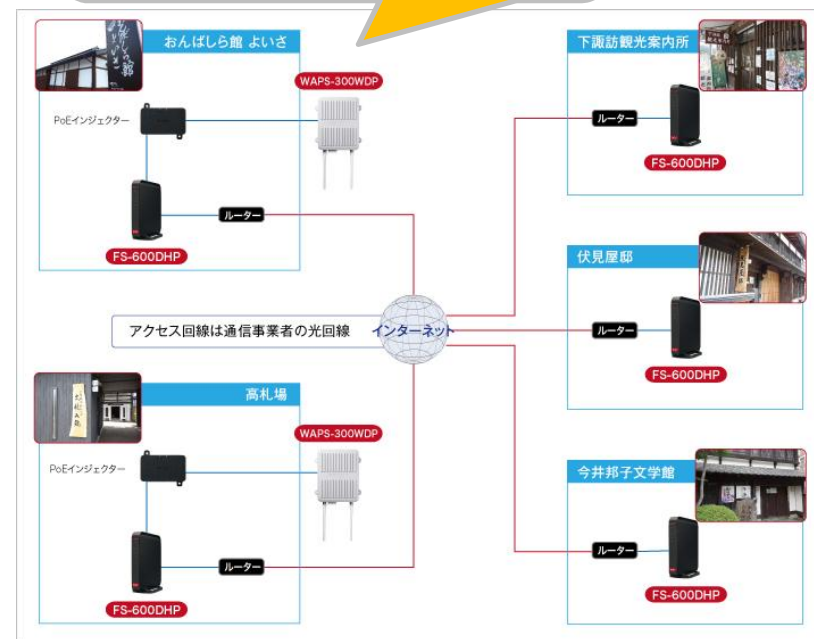 おんばしら館 よいさ
WAPS-300WDP
PoEインジェクター
ルーター
FS-600DHP
下諏訪観光案内所
ルーター
FS-600DHP
伏見屋邸
ルーター
FS-600DHP
アクセス回線は通信事業者の光回線
インターネット
高札場
WAPS-300WDP
PoEインジェクター
ルーター
FS-600DHP
今井邦子文学館
ルーター
FS-600DHP